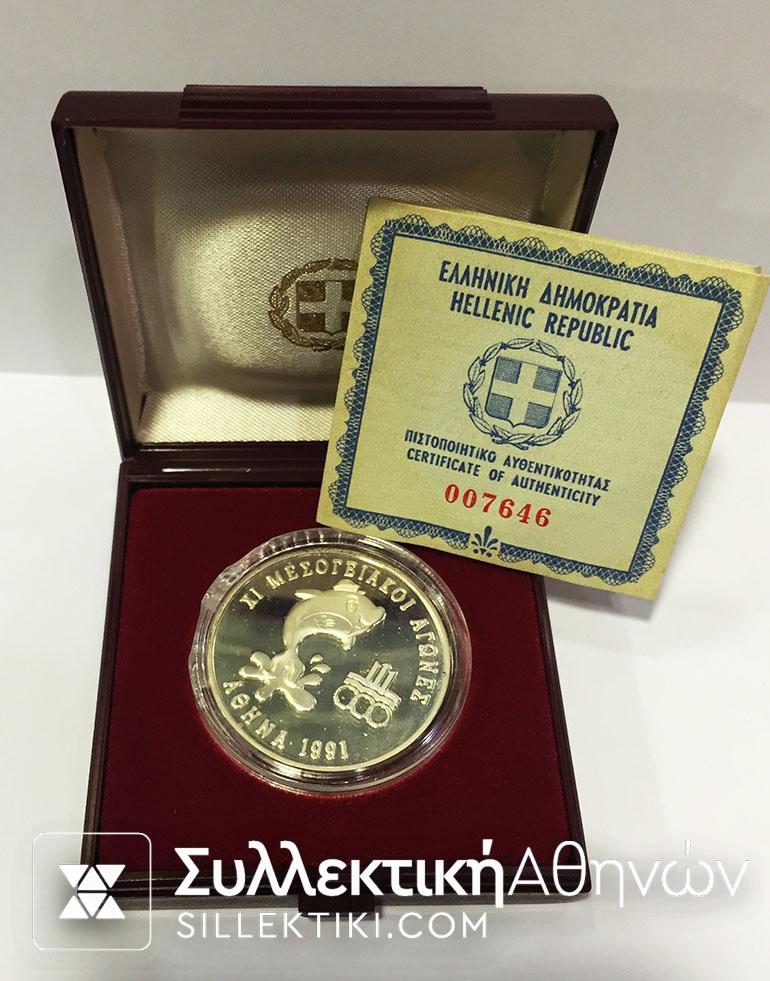 ΕΛΛΗΝΙΚΗ ΔΗΜΟΚΡΑΤΙΑ
HELLENIC REPUBLIC
ΠΙΣΤΟΠΟΙΗΤΙΚΟ ΑΥΘΕΝΤΙΚΟΤΗΤΑΣ
CERTIFICATE OF AUTHENTICITY
007646
XI ΜΕΣΟΓΕΙΑΚΟΙ ΑΓΩΝΕΣ
ΑΘΗΝΑ · 1991
ΣυλλεκτικήΑθηνών
SILLEKTIKI.COM